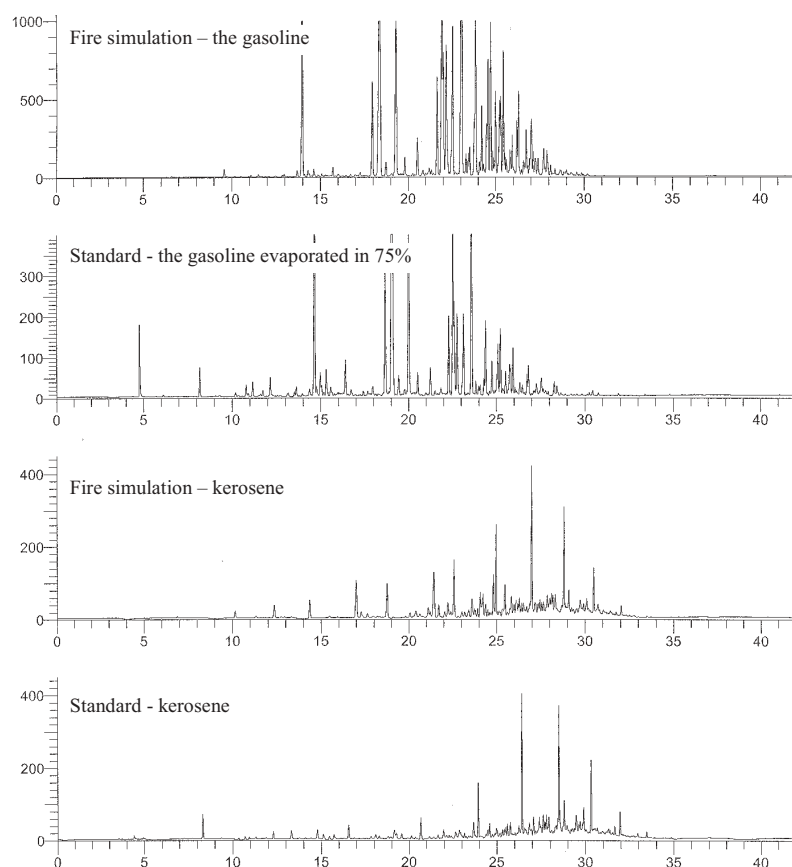 Fire simulation – the gasoline
1000
500
0
0 5 10 15 20 25 30 35 40
Standard - the gasoline evaporated in 75%
300
200
100
0
0 5 10 15 20 25 30 35 40
Fire simulation – kerosene
400
200
0
0 5 10 15 20 25 30 35 40
Standard - kerosene
400
200
0
0 5 10 15 20 25 30 35 40